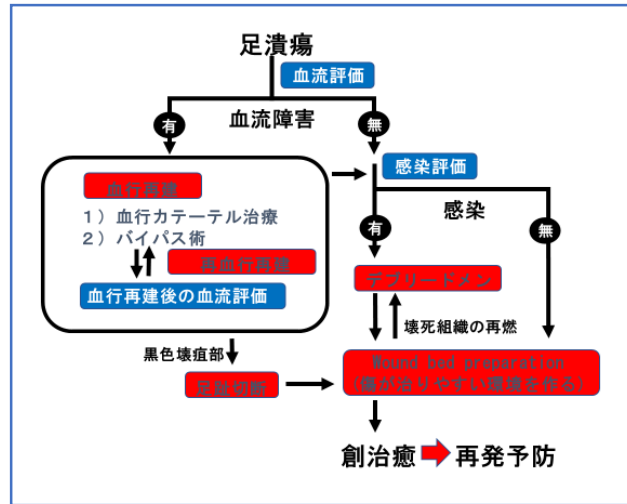 足潰瘍
血流評価
有
血流障害
無
血行再建
感染評価
1）血行カテーテル治療
2）バイパス術
感染
有
無
再血行再建
デブリードメン
血行再建後の血流評価
壊死組織の再燃
黒色壊疽部
足趾切断
Wound bed preparation
(傷が治りやすい環境を作る)
創治癒
再発予防